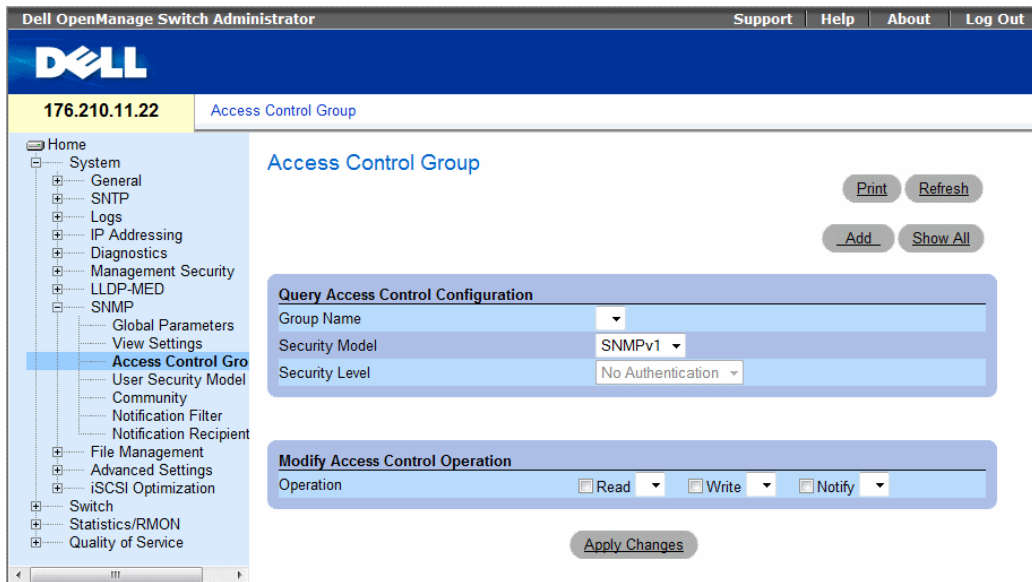 Dell OpenManage Switch Administrator
Support Help About Log Out
DELL
176.210.11.22
Access Control Group
Home
System
General
SNTP
Logs
IP Addressing
Diagnostics
Management Security
LLDP-MED
SNMP
Global Parameters
View Settings
Access Control Gro
User Security Model
Community
Notification Filter
Notification Recipient
File Management
Advanced Settings
iSCSI Optimization
Switch
Statistics/RMON
Quality of Service
Access Control Group
Print Refresh
Add Show All
Query Access Control Configuration
Group Name
Security Model SNMPv1
Security Level No Authentication
Modify Access Control Operation
Operation Read Write Notify
Apply Changes